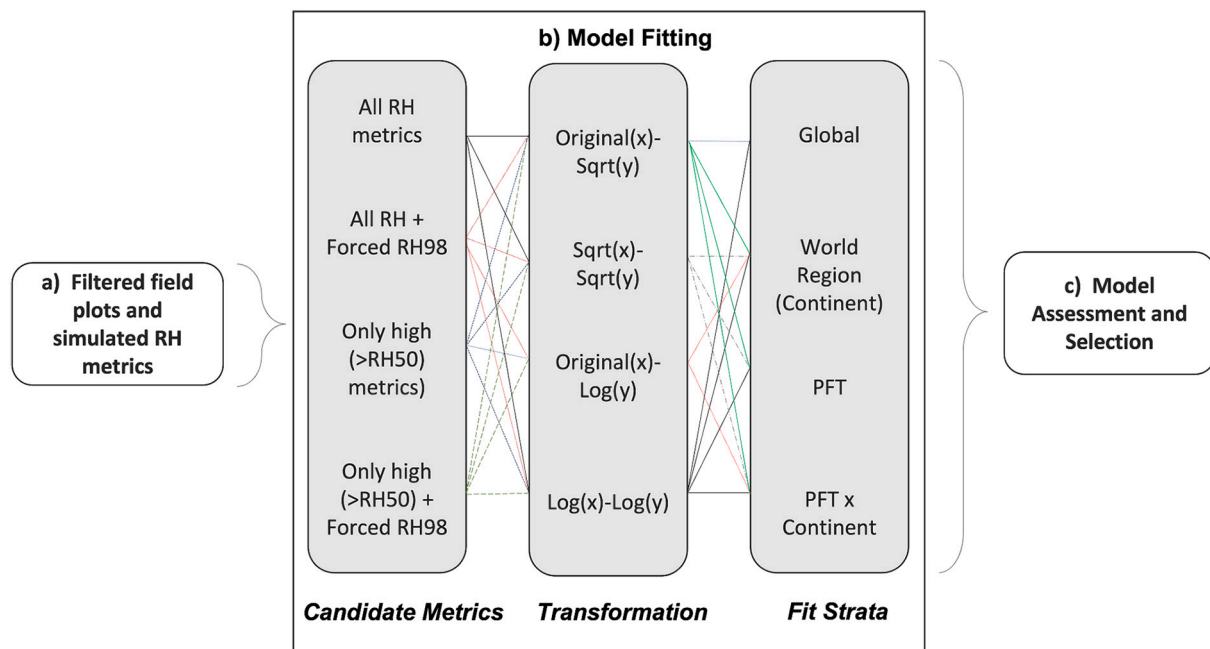 b) Model Fitting
a) Filtered field
plots and
simulated RH
metrics
All RH
metrics
All RH +
Forced RH98
Only high
(>RH50)
metrics)
Only high
(>RH50) +
Forced RH98
Candidate Metrics
Original(x)-
Sqrt(y)
Sqrt(x)-
Sqrt(y)
Original(x)-
Log(y)
Log(x)-Log(y)
Transformation
Global
World
Region
(Continent)
PFT
PFT x
Continent
Fit Strata
c) Model
Assessment and
Selection